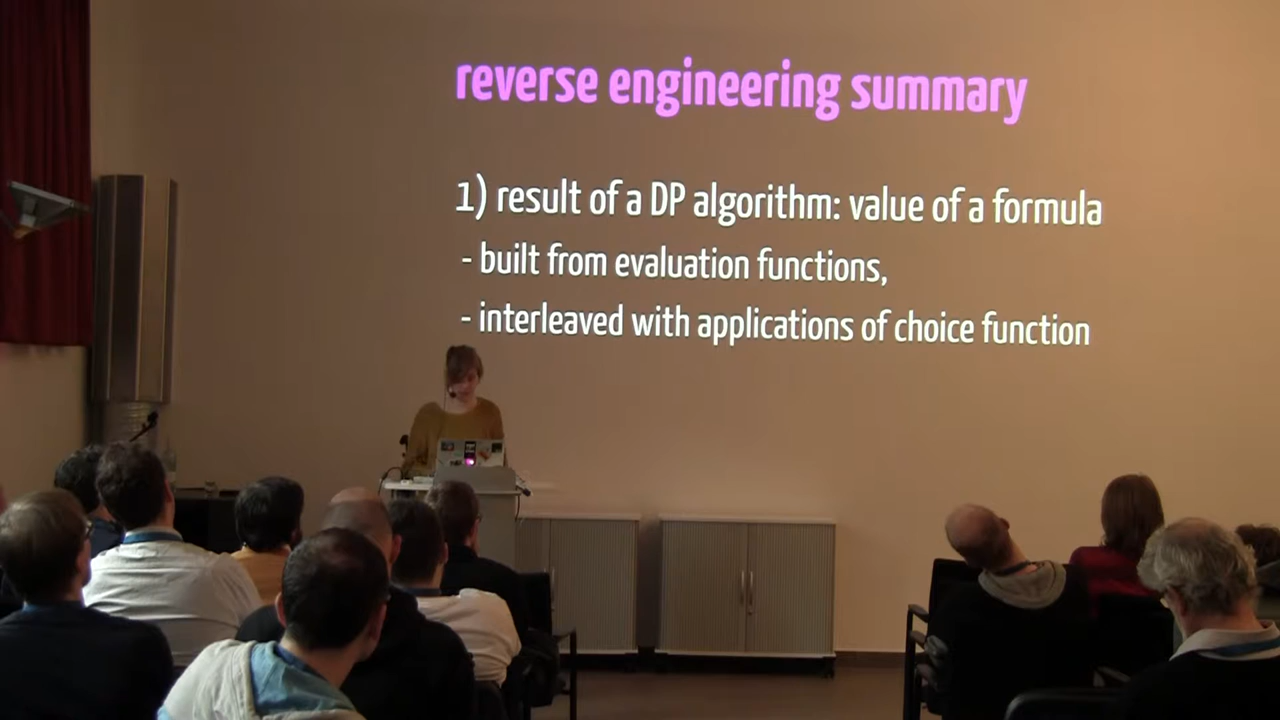 reverse engineering summary
1) result of a DP algorithm: value of a formula
- built from evaluation functions,
- interleaved with applications of choice function